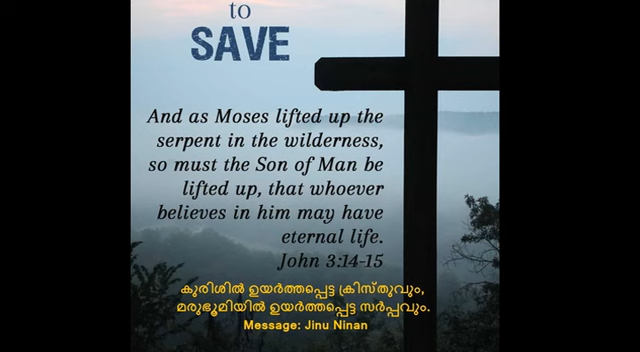 to
SAVE
And as Moses lifted up the
serpent in the wilderness,
so must the Son of Man be
lifted up, that whoever
believes in him may have
eternal life.
John 3:14-15
കുരിശിൽ ഉയർത്തപ്പെട്ട ക്രിസ്തുവും,
മരുഭൂമിയിൽ ഉയർത്തപ്പെട്ട സർപ്പവും.
Message: Jinu Ninan